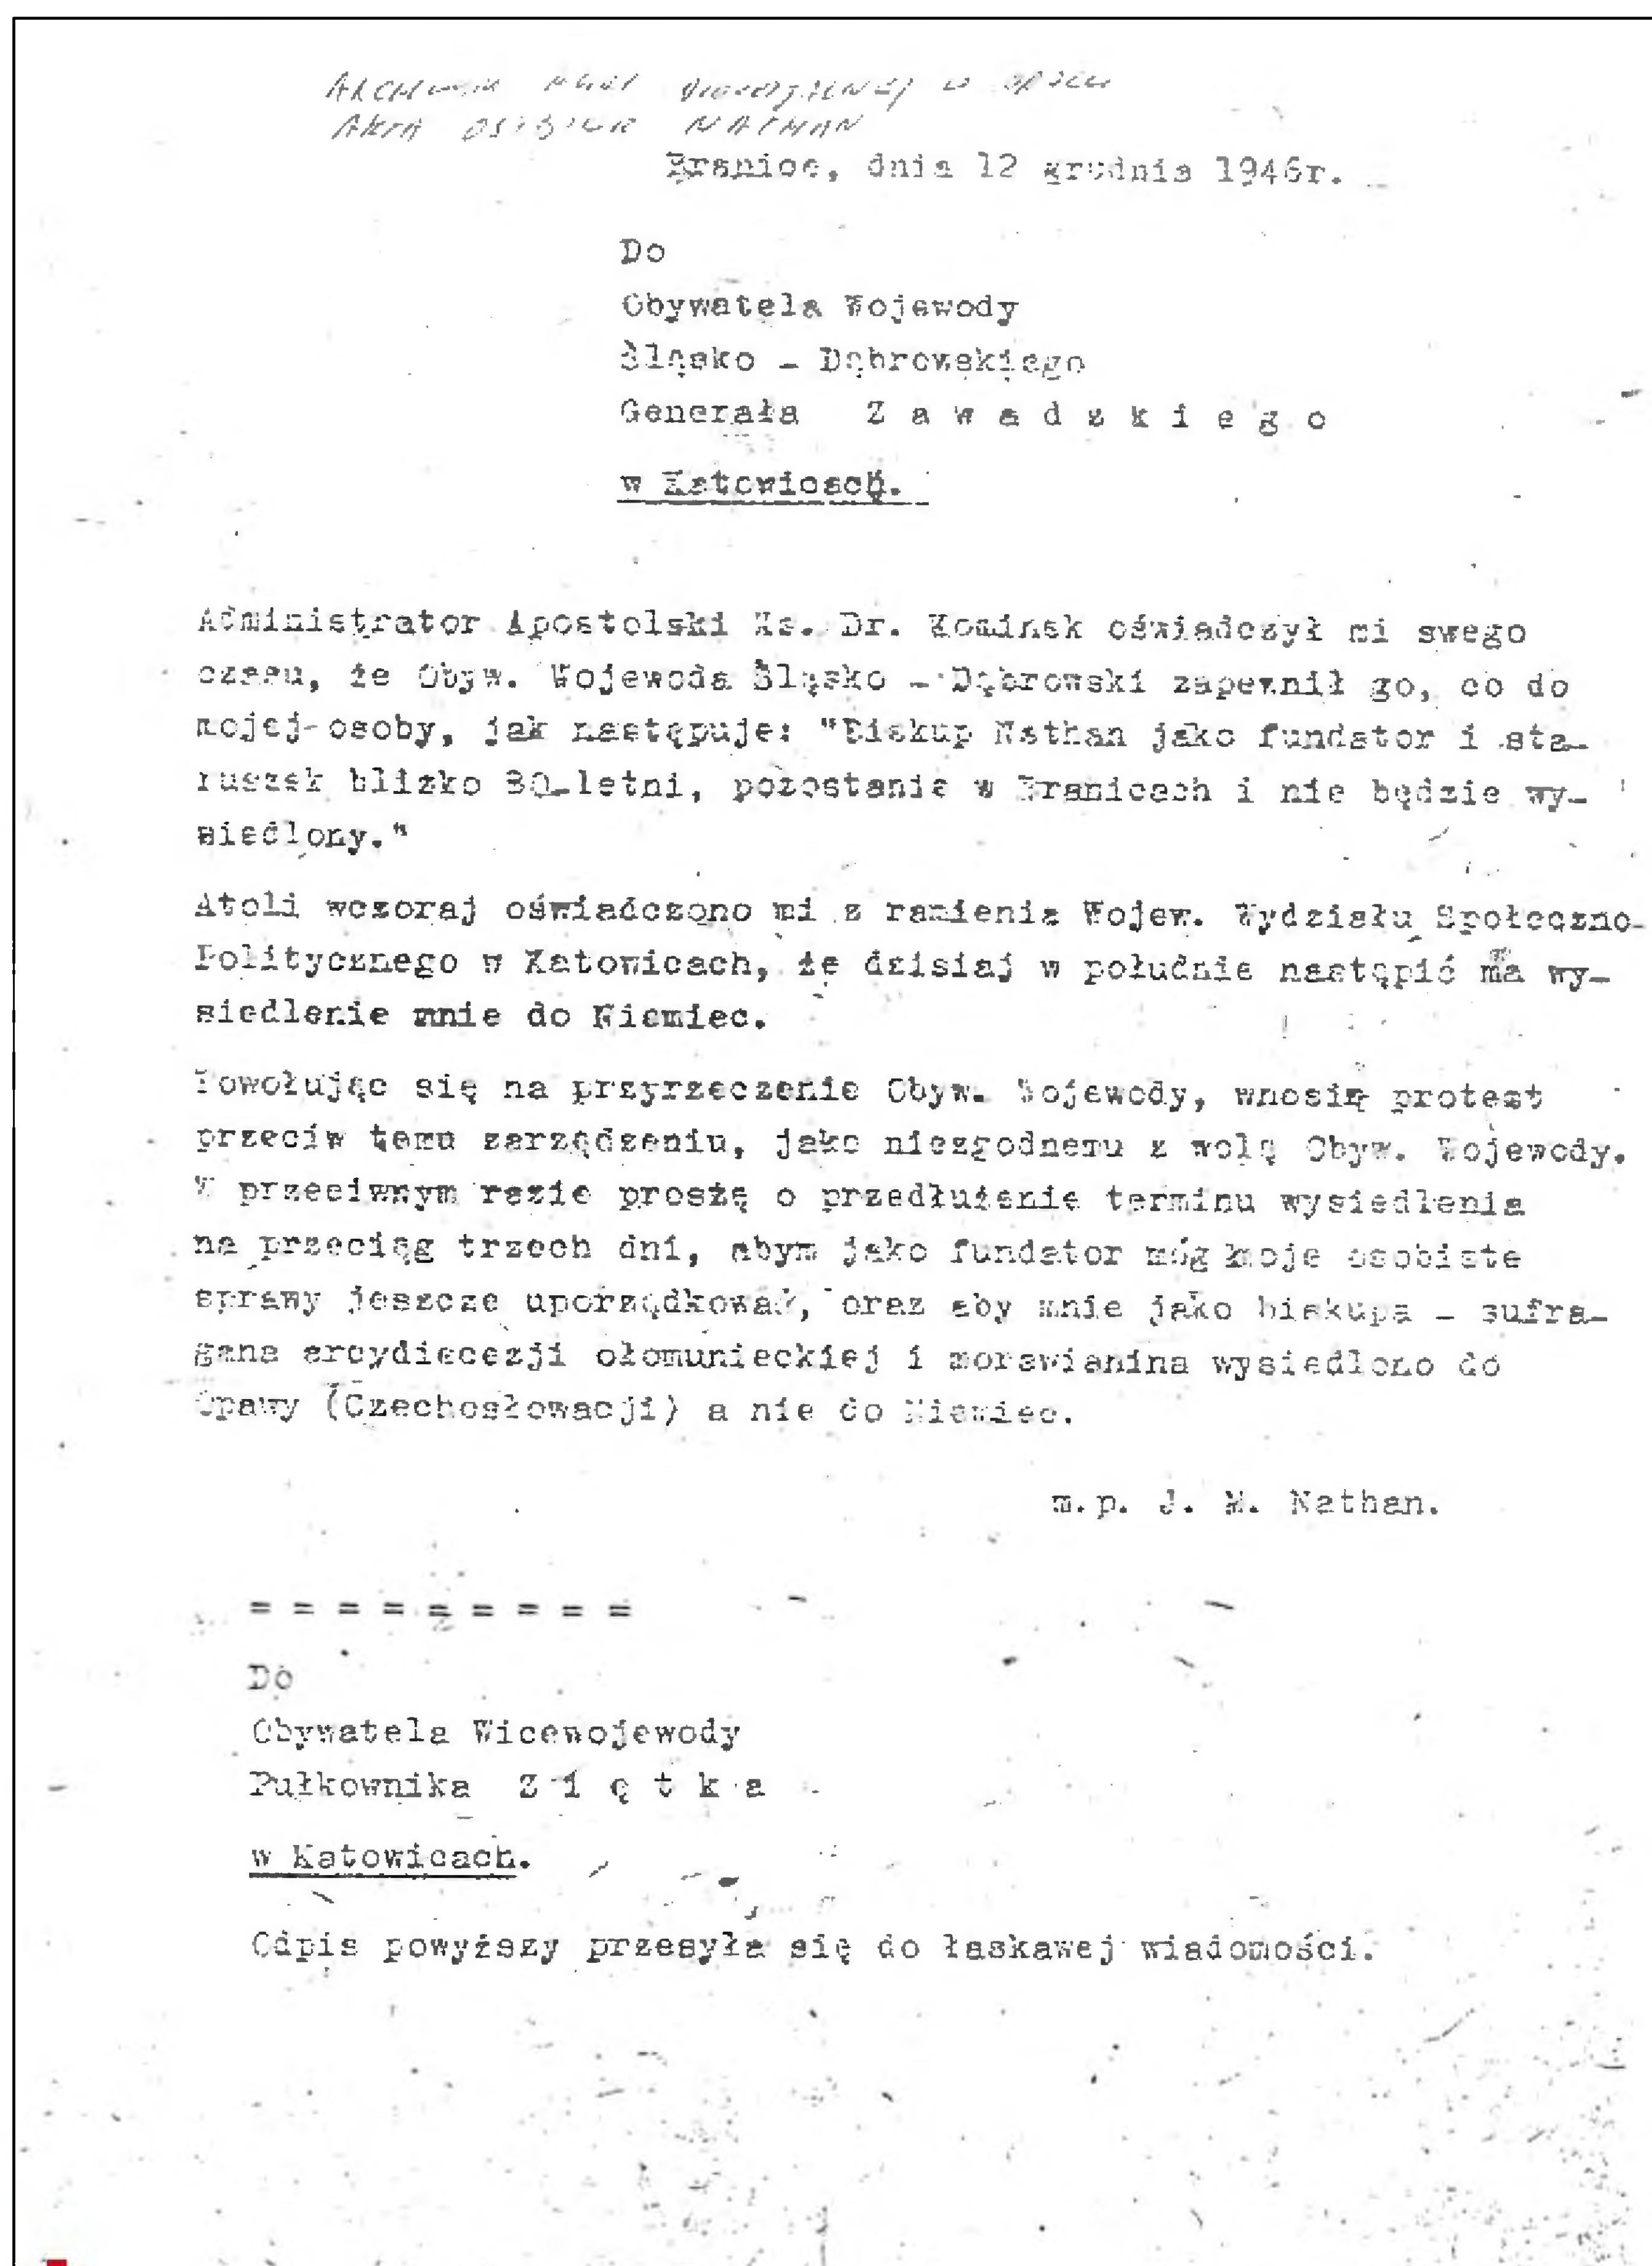 AKTA NATHAN
Branice, dnia 12 grudnia 1946r.
Do
Obywatela Wojewody
Śląsko - Dąbrowskiego
Generała Z a w a d z k i e g o
w Katowicach.
Administrator Apostolski Ks. Dr. Kominek oświadczył mi swego
czasu, że Obyw. Wojewoda Śląsko - Dąbrowski zapewnił go, co do
mojej osoby, jak następuje: "Biskup Nathan jako fundator i sta-
ruszek blizko 80-letni, pozostanie w Branicach i nie będzie wy-
siedlony."
Atoli wczoraj oświadczono mi z ramienia Wojew. Wydziału Społeczno-
Politycznego w Katowicach, że dzisiaj w południe nastąpić ma wy-
siedlenie mnie do Niemiec.
Powołując się na przyrzeczenie Obyw. Wojewody, wnoszę protest
przeciw temu zarządzeniu, jako niezgodnemu z wolą Obyw. Wojewody.
W przeciwnym razie proszę o przedłużenie terminu wysiedlenia
na przeciąg trzech dni, abym jako fundator mógł moje osobiste
sprawy jeszcze uporządkować, oraz aby mnie jako biskupa - sufra-
gana arcydiecezji ołomunieckiej i morawianina wysiedlono do
Opawy (Czechosłowacji) a nie do Niemiec.
m.p. J. M. Nathan.
= = = = = = = = =
Do
Obywatela Wicewojewody
Pułkownika Z i ę t k a
w Katowicach.
Odpis powyższy przesyła się do łaskawej wiadomości.